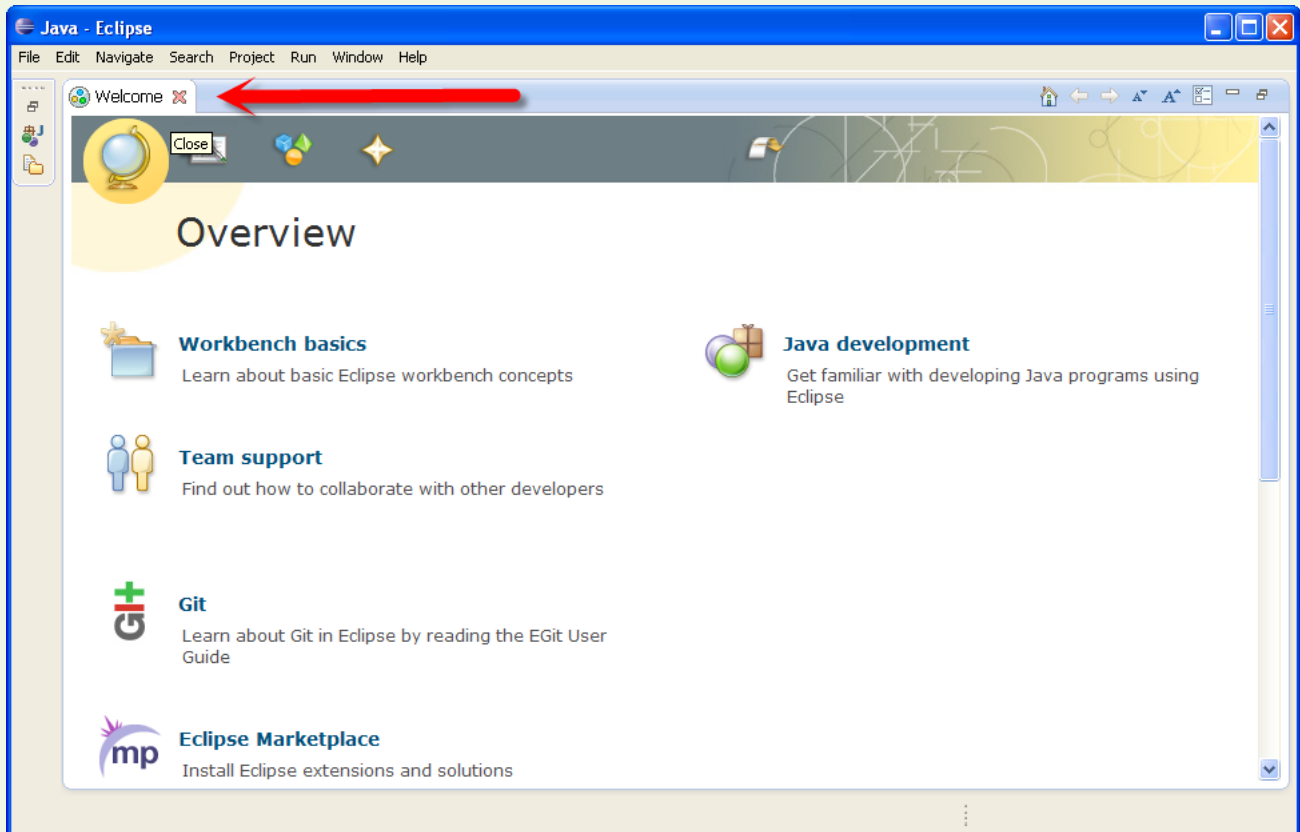 Java - Eclipse
File Edit Navigate Search Project Run Window Help
Welcome
Close
Overview
Workbench basics
Learn about basic Eclipse workbench concepts
Java development
Get familiar with developing Java programs using
Eclipse
Team support
Find out how to collaborate with other developers
Git
Git
Learn about Git in Eclipse by reading the EGit User
Guide
mp
Eclipse Marketplace
Install Eclipse extensions and solutions